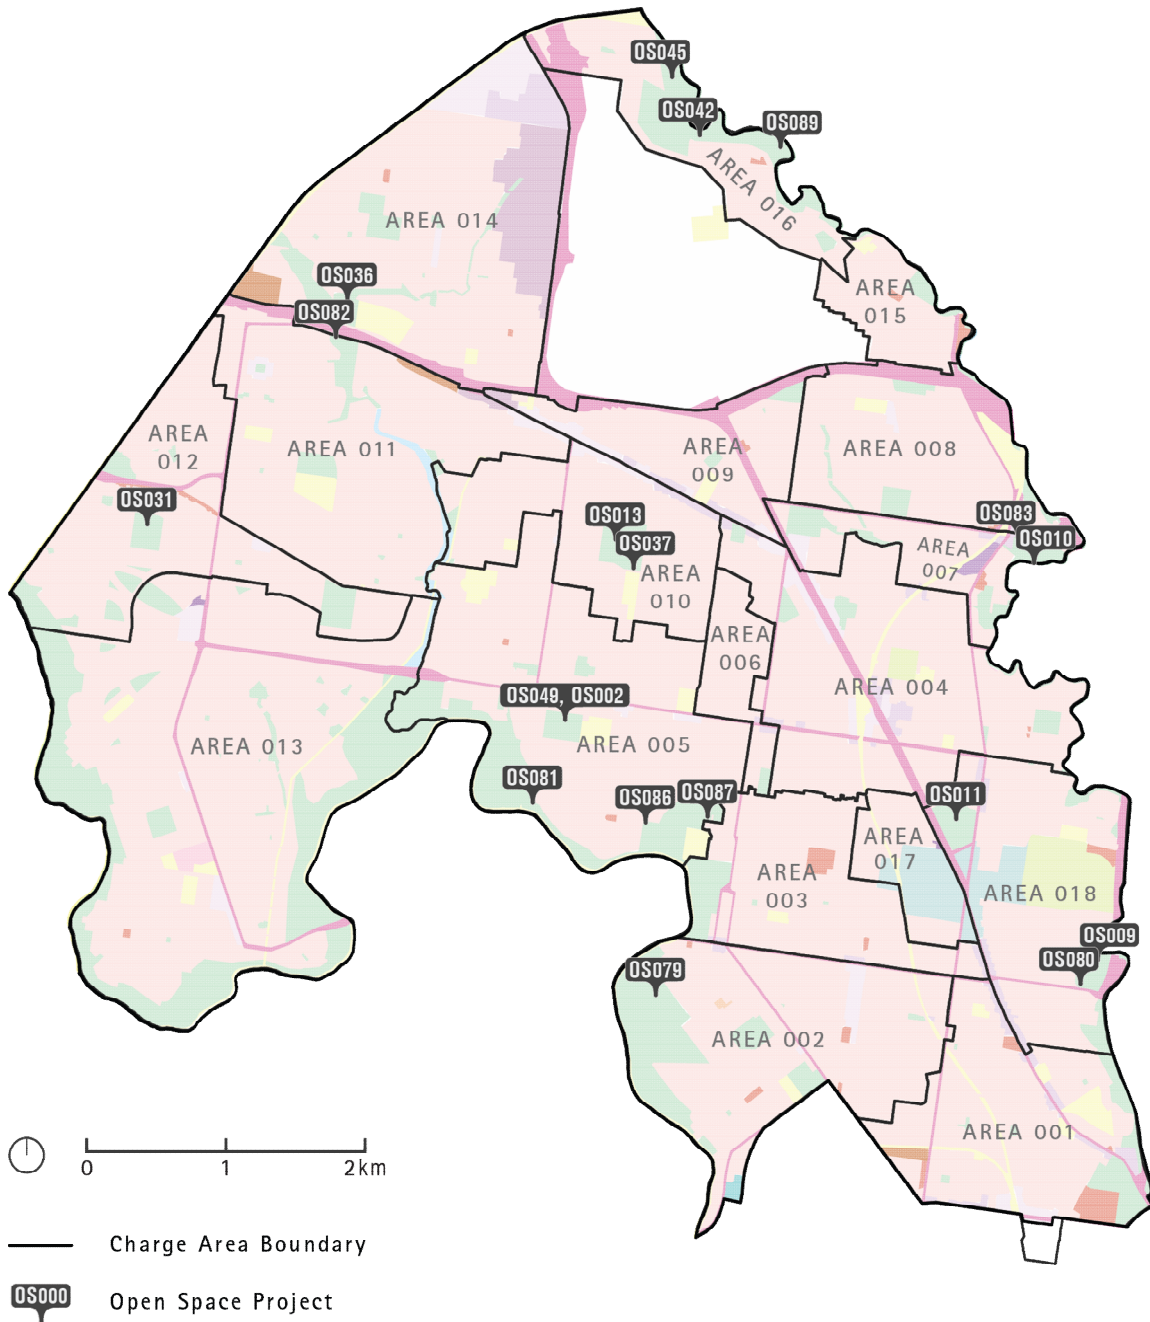 OS045
OS042
OS089
AREA 016
AREA 014
OS036
OS082
AREA
015
AREA
012
AREA 011
AREA
009
AREA 008
OS031
OS013
OS037
OS083
OS010
AREA
007
AREA
010
AREA
006
AREA 004
OS049, OS002
AREA 013
AREA 005
OS081
OS086
OS087
OS011
AREA
017
AREA
003
AREA 018
OS009
OS080
OS079
AREA 002
AREA 001
0 1 2km
Charge Area Boundary
OS000 Open Space Project